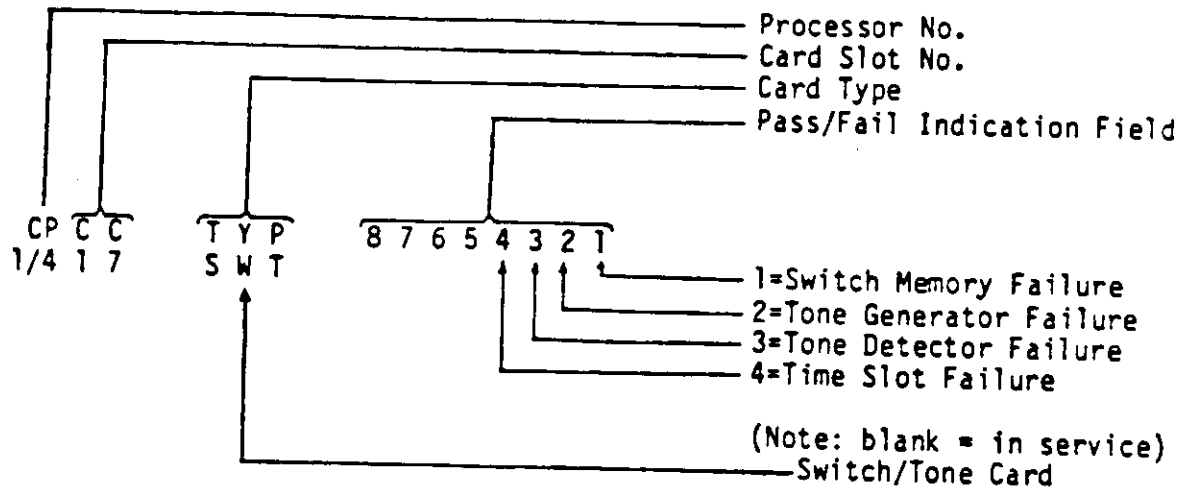 Processor No.
Card Slot No.
Card Type
Pass/Fail Indication Field
CP C C T Y P 8 7 6 5 4 3 2 1
1/4 1 7 S W T
1=Switch Memory Failure
2=Tone Generator Failure
3=Tone Detector Failure
4=Time Slot Failure
(Note: blank = in service)
Switch/Tone Card